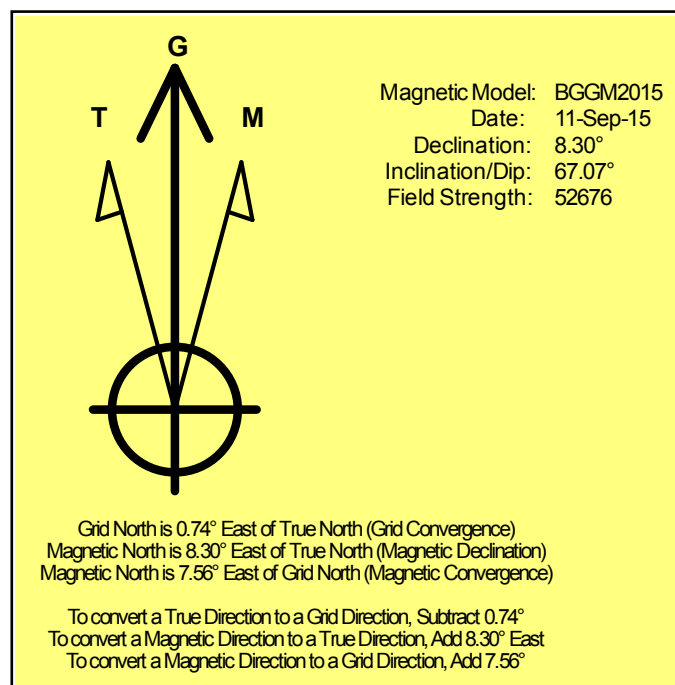 G
T
M
Magnetic Model: BGGM2015
Date: 11-Sep-15
Declination: 8.30°
Inclination/Dip: 67.07°
Field Strength: 52676
Grid North is 0.74° East of True North (Grid Convergence)
Magnetic North is 8.30° East of True North (Magnetic Declination)
Magnetic North is 7.56° East of Grid North (Magnetic Convergence)
To convert a True Direction to a Grid Direction, Subtract 0.74°
To convert a Magnetic Direction to a True Direction, Add 8.30° East
To convert a Magnetic Direction to a Grid Direction, Add 7.56°